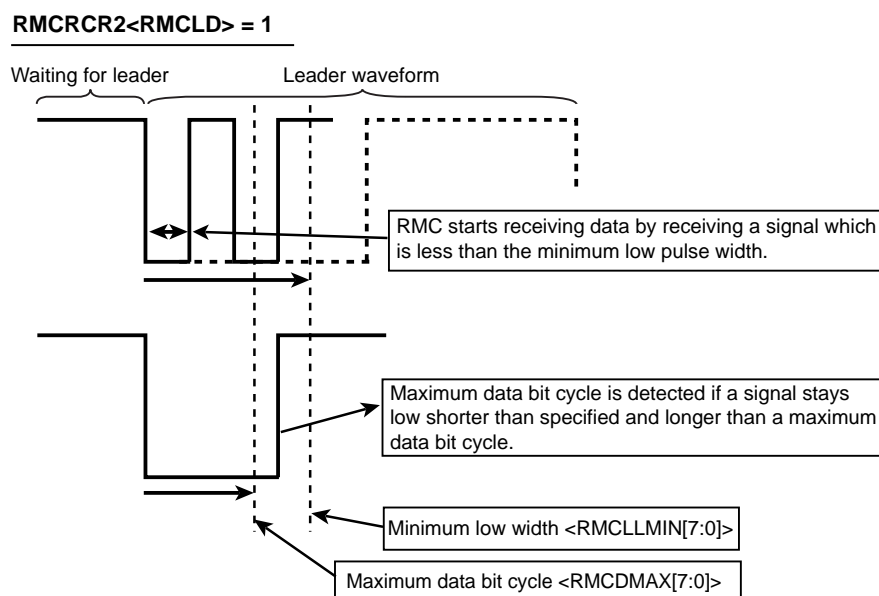 RMCRCR2<RMCLD> = 1
Waiting for leader
Leader waveform
RMC starts receiving data by receiving a signal which
is less than the minimum low pulse width.
Maximum data bit cycle is detected if a signal stays
low shorter than specified and longer than a maximum
data bit cycle.
Minimum low width <RMCLLMIN[7:0]>
Maximum data bit cycle <RMCDMAX[7:0]>